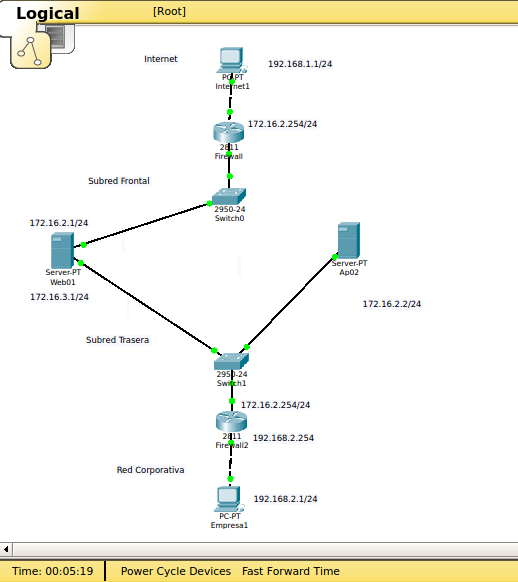 Logical
[Root]
Internet
192.168.1.1/24
PC-PT
Internet1
172.16.2.254/24
2811
Firewall
Subred Frontal
2950-24
Switch0
172.16.2.1/24
Server-PT
Web01
Server-PT
Ap02
172.16.3.1/24
172.16.2.2/24
Subred Trasera
2950-24
Switch1
172.16.2.254/24
2811
Firewall2
192.168.2.254
Red Corporativa
192.168.2.1/24
PC-PT
Empresa1
Time: 00:05:19
Power Cycle Devices
Fast Forward Time